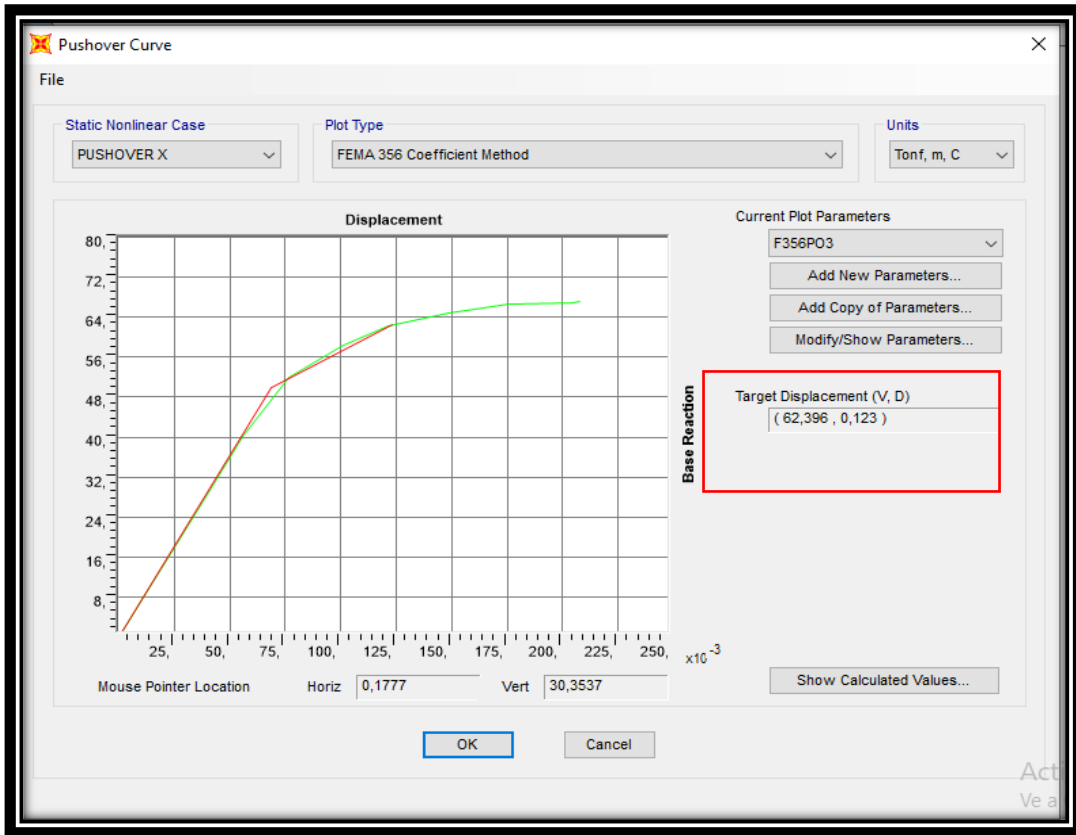 Pushover Curve
File
Static Nonlinear Case
PUSHOVER X
Plot Type
FEMA 356 Coefficient Method
Units
Tonf, m, C
Displacement
80,
72,
64,
56,
48,
40,
32,
24,
16,
8,
25, 50, 75, 100, 125, 150, 175, 200, 225, 250,
x10 -3
Base Reaction
Mouse Pointer Location Horiz 0,1777 Vert 30,3537
Current Plot Parameters
F356PO3
Add New Parameters...
Add Copy of Parameters...
Modify/Show Parameters...
Target Displacement (V, D)
( 62,396 , 0,123 )
Show Calculated Values...
OK Cancel
Acti
Ve a